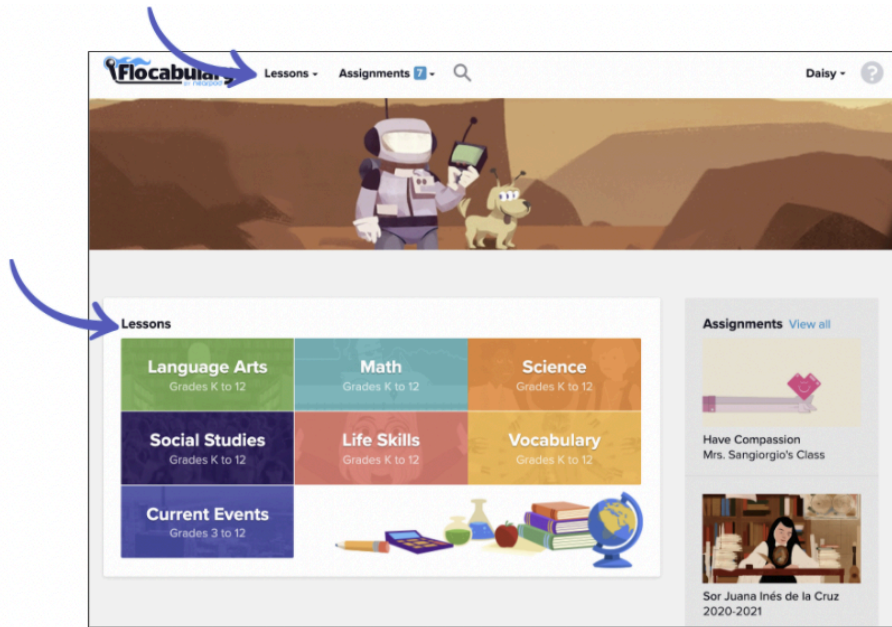 Flocabulary
Lessons
Assignments 7
Daisy
?
Lessons
Language Arts
Grades K to 12
Math
Grades K to 12
Science
Grades K to 12
Social Studies
Grades K to 12
Life Skills
Grades K to 12
Vocabulary
Grades K to 12
Current Events
Grades 3 to 12
Assignments View all
Have Compassion
Mrs. Sangiorgio's Class
Sor Juana Inés de la Cruz
2020-2021